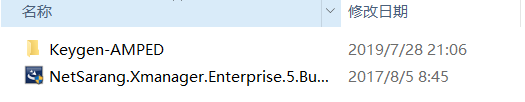 名称 修改日期
Keygen-AMPED 2019/7/28 21:06
NetSarang.Xmanager.Enterprise.5.Bu... 2017/8/5 8:45